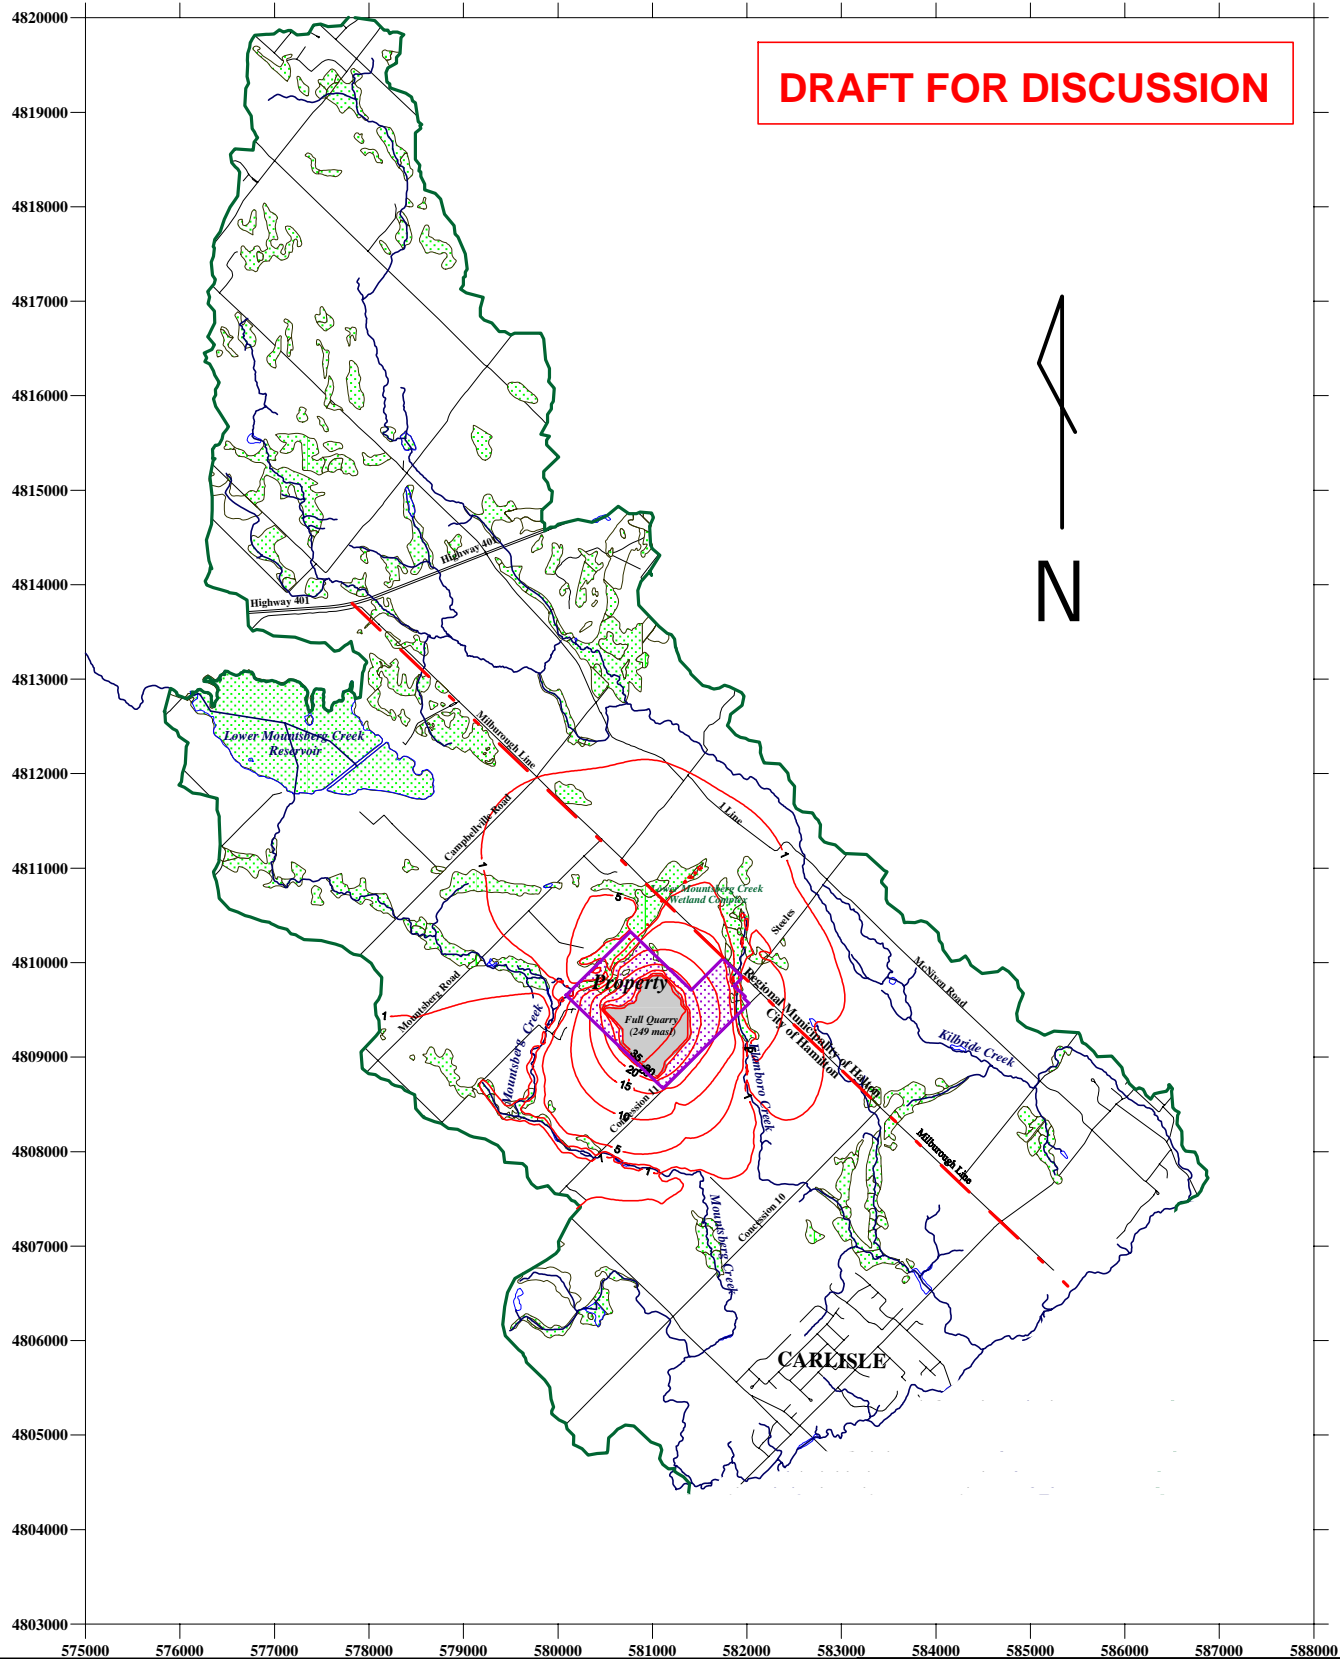 4820000
DRAFT FOR DISCUSSION
4819000
4818000
4817000
4816000
4815000
4814000
4813000
4812000
4811000
4810000
4809000
4808000
4807000
4806000
4805000
4804000
4803000
N
Highway 401
Highway 401
Milburough Line
Lower Mountsberg Creek
Reservoir
Campbellville Road
1 Line
1
1
5
Lower Mountsberg Creek
Wetland Complex
Steeles
McNiven Road
Mountsberg Road
1
Property
Full Quarry
(249 masl)
Regional Municipality of Halton
City of Hamilton
Kilbride Creek
Mountsberg Creek
Flamboro Creek
35
30
20
15
10
5
1
5
1
Concession 11
Milburough Line
Mountsberg Creek
Concession 10
CARLISLE
575000
576000
577000
578000
579000
580000
581000
582000
583000
584000
585000
586000
587000
588000